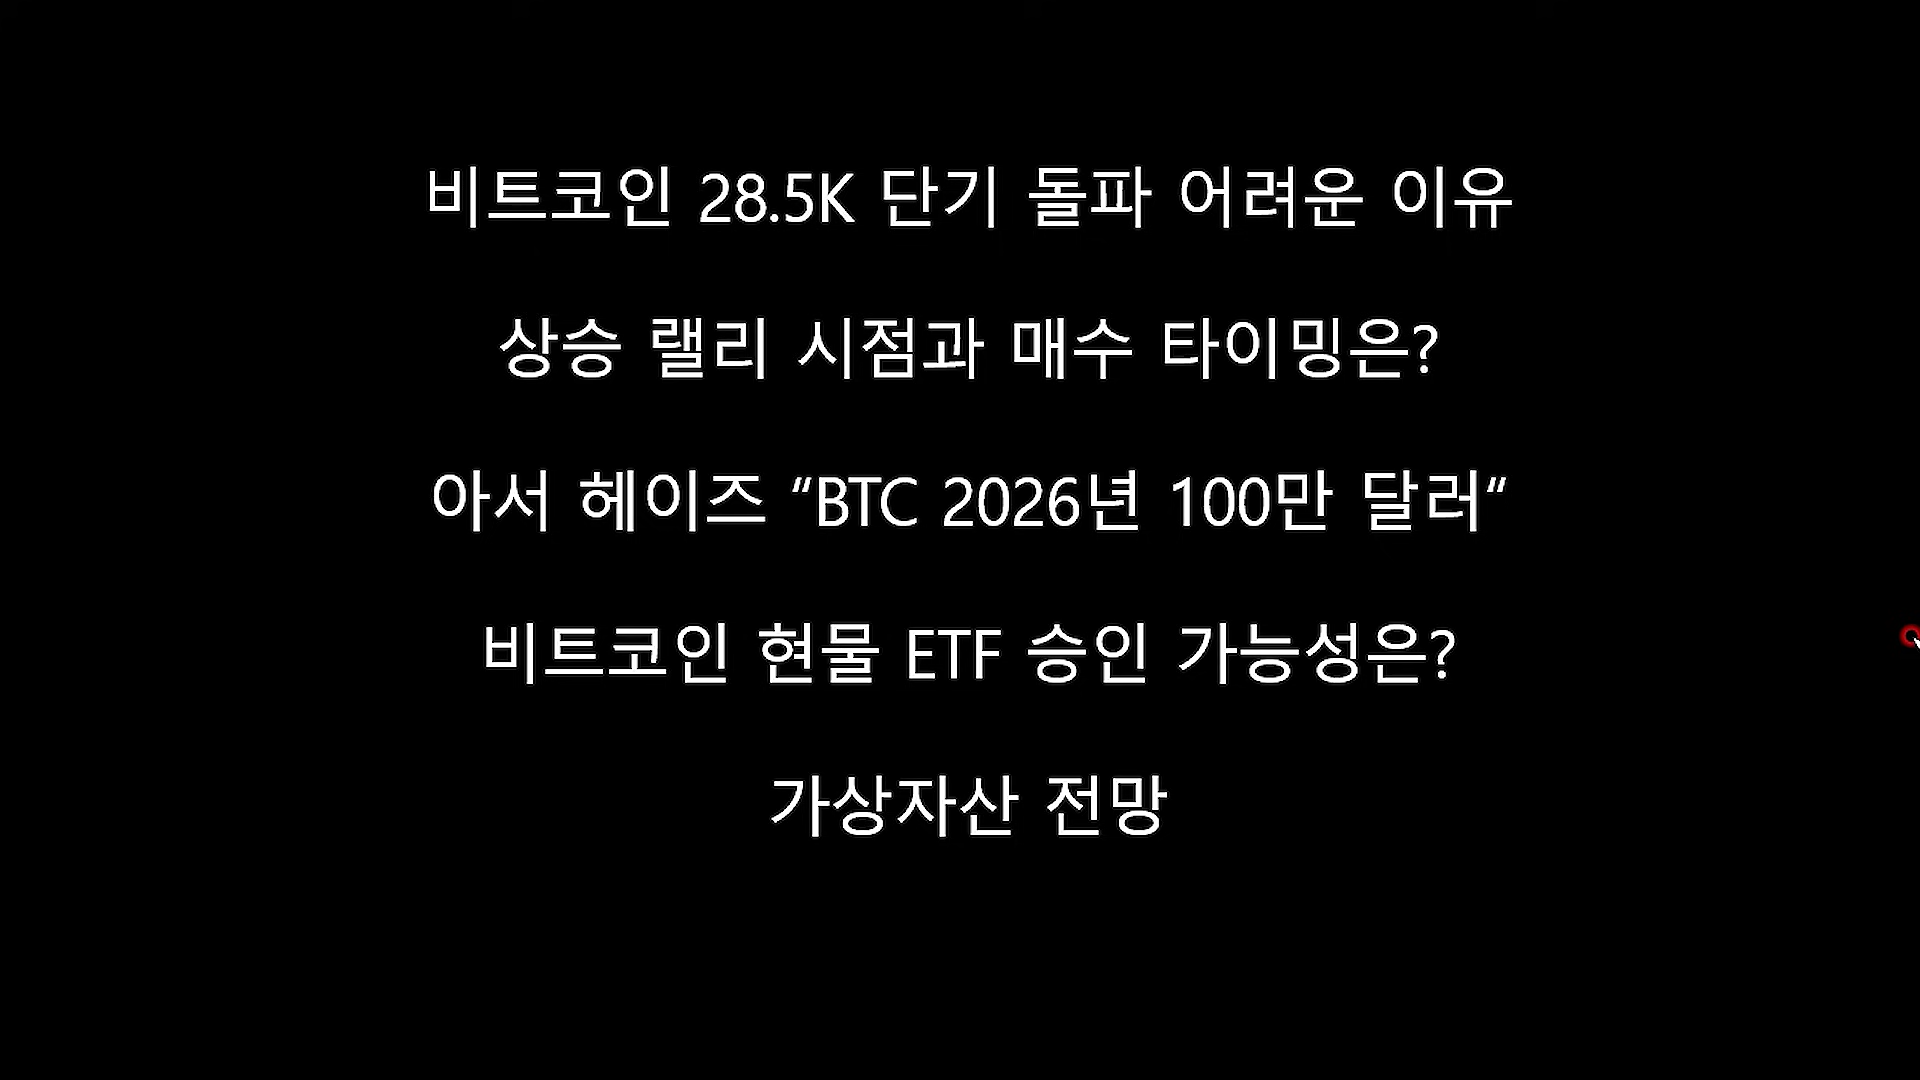 비트코인 28.5K 단기 돌파 어려운 이유
상승 랠리 시점과 매수 타이밍은?
아서 헤이즈 “BTC 2026년 100만 달러“
비트코인 현물 ETF 승인 가능성은?
가상자산 전망